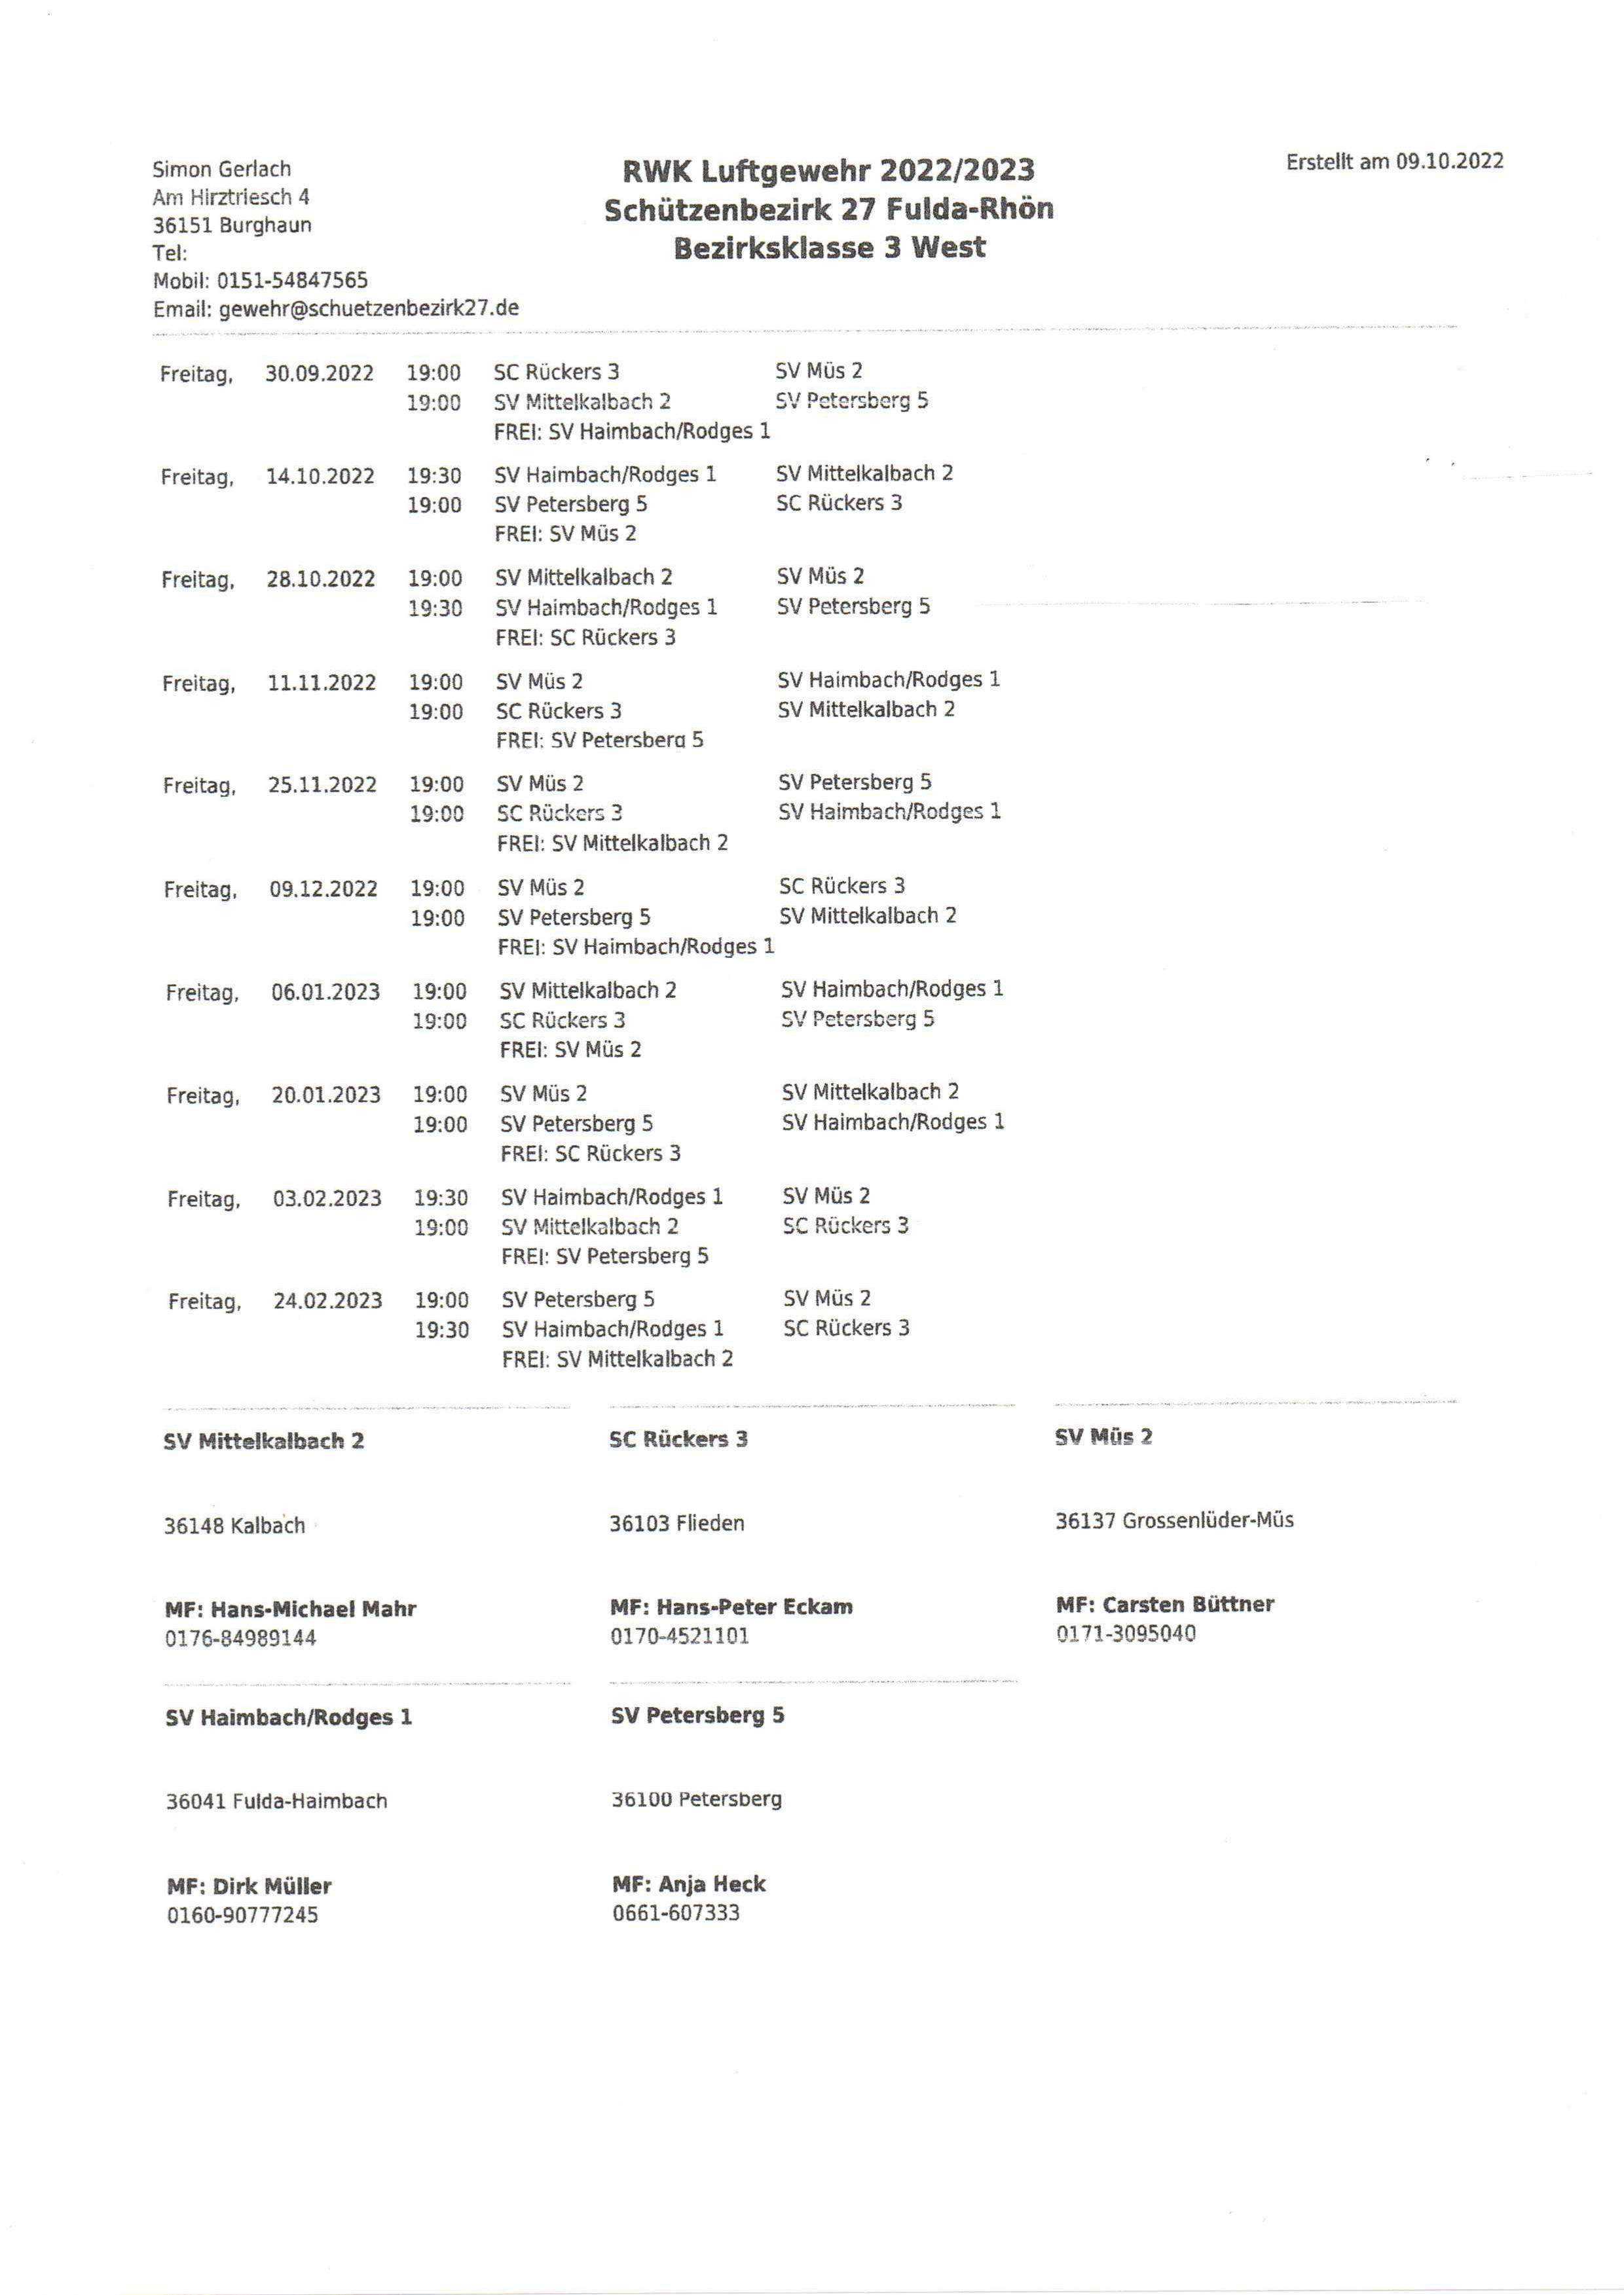 Simon Gerlach
Am Hirztriesch 4
36151 Burghaun
Tel:
Mobil: 0151-54847565
Email: gewehr@schuetzenbezirk27.de
RWK Luftgewehr 2022/2023
Schützenbezirk 27 Fulda-Rhön
Bezirksklasse 3 West
Erstellt am 09.10.2022
Freitag, 30.09.2022 19:00 SC Rückers 3 SV Müs 2
19:00 SV Mittelkalbach 2 SV Petersberg 5
FREI: SV Haimbach/Rodges 1
Freitag, 14.10.2022 19:30 SV Haimbach/Rodges 1 SV Mittelkalbach 2
19:00 SV Petersberg 5 SC Rückers 3
FREI: SV Müs 2
Freitag, 28.10.2022 19:00 SV Mittelkalbach 2 SV Müs 2
19:30 SV Haimbach/Rodges 1 SV Petersberg 5
FREI: SC Rückers 3
Freitag, 11.11.2022 19:00 SV Müs 2 SV Haimbach/Rodges 1
19:00 SC Rückers 3 SV Mittelkalbach 2
FREI: SV Petersberg 5
Freitag, 25.11.2022 19:00 SV Müs 2 SV Petersberg 5
19:00 SC Rückers 3 SV Haimbach/Rodges 1
FREI: SV Mittelkalbach 2
Freitag, 09.12.2022 19:00 SV Müs 2 SC Rückers 3
19:00 SV Petersberg 5 SV Mittelkalbach 2
FREI: SV Haimbach/Rodges 1
Freitag, 06.01.2023 19:00 SV Mittelkalbach 2 SV Haimbach/Rodges 1
19:00 SC Rückers 3 SV Petersberg 5
FREI: SV Müs 2
Freitag, 20.01.2023 19:00 SV Müs 2 SV Mittelkalbach 2
19:00 SV Petersberg 5 SV Haimbach/Rodges 1
FREI: SC Rückers 3
Freitag, 03.02.2023 19:30 SV Haimbach/Rodges 1 SV Müs 2
19:00 SV Mittelkalbach 2 SC Rückers 3
FREI: SV Petersberg 5
Freitag, 24.02.2023 19:00 SV Petersberg 5 SV Müs 2
19:30 SV Haimbach/Rodges 1 SC Rückers 3
FREI: SV Mittelkalbach 2
SV Mittelkalbach 2
36148 Kalbach
MF: Hans-Michael Mahr
0176-84989144
SC Rückers 3
36103 Flieden
MF: Hans-Peter Eckam
0170-4521101
SV Müs 2
36137 Grossenlüder-Müs
MF: Carsten Büttner
0171-3095040
SV Haimbach/Rodges 1
36041 Fulda-Haimbach
MF: Dirk Müller
0160-90777245
SV Petersberg 5
36100 Petersberg
MF: Anja Heck
0661-607333